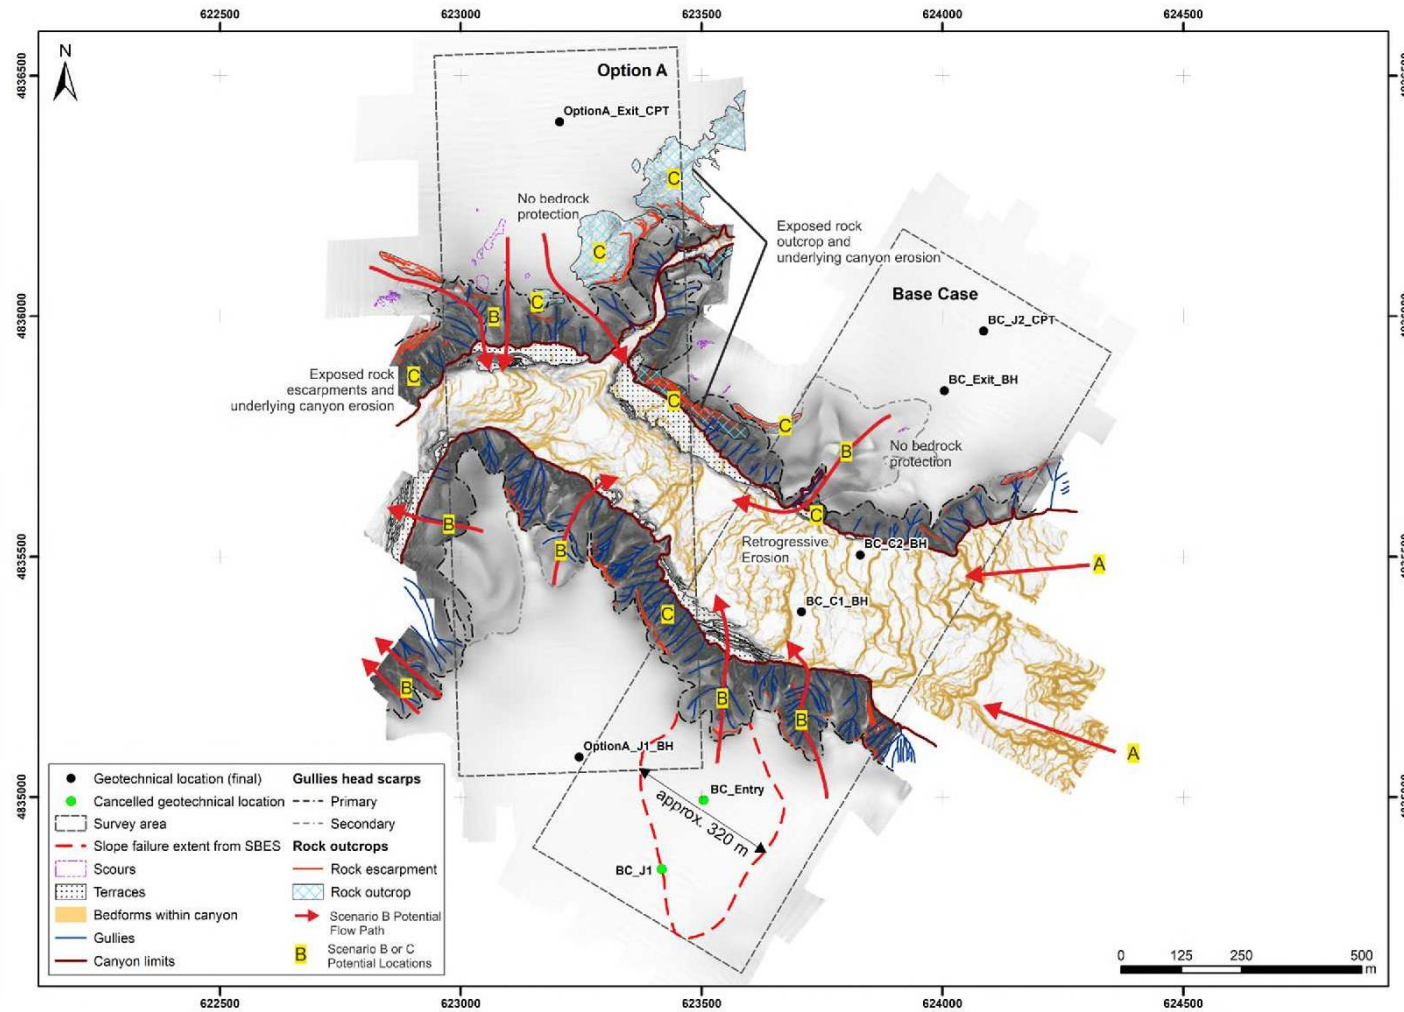 622500
623000
623500
624000
624500
N
4836500
4836000
4835500
4835000
Option A
OptionA_Exit_CPT
C
No bedrock
protection
C
Exposed rock
outcrop and
underlying canyon erosion
Base Case
BC_J2_CPT
B
C
BC_Exit_BH
Exposed rock
escarpments and
underlying canyon erosion
C
C
C
B
No bedrock
protection
B
C
B
Retrogressive
Erosion
BC_C2_BH
A
BC_C1_BH
C
B
B
B
A
OptionA_J1_BH
BC_Entry
approx. 320 m
BC_J1
Geotechnical location (final)
Cancelled geotechnical location
Survey area
Slope failure extent from SBES
Scours
Terraces
Bedforms within canyon
Gullies
Canyon limits
Gullies head scarps
Primary
Secondary
Rock outcrops
Rock escarpment
Rock outcrop
Scenario B Potential
Flow Path
B
Scenario B or C
Potential Locations
0
125
250
500
m
622500
623000
623500
624000
624500